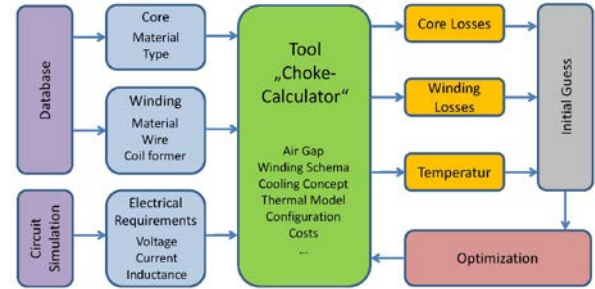 Database
Core
Material
Type
Winding
Material
Wire
Coil former
Circuit
Simulation
Electrical
Requirements
Voltage
Current
Inductance
Tool
„Choke-
Calculator“
Air Gap
Winding Schema
Cooling Concept
Thermal Model
Configuration
Costs
...
Core Losses
Winding
Losses
Temperatur
Initial Guess
Optimization